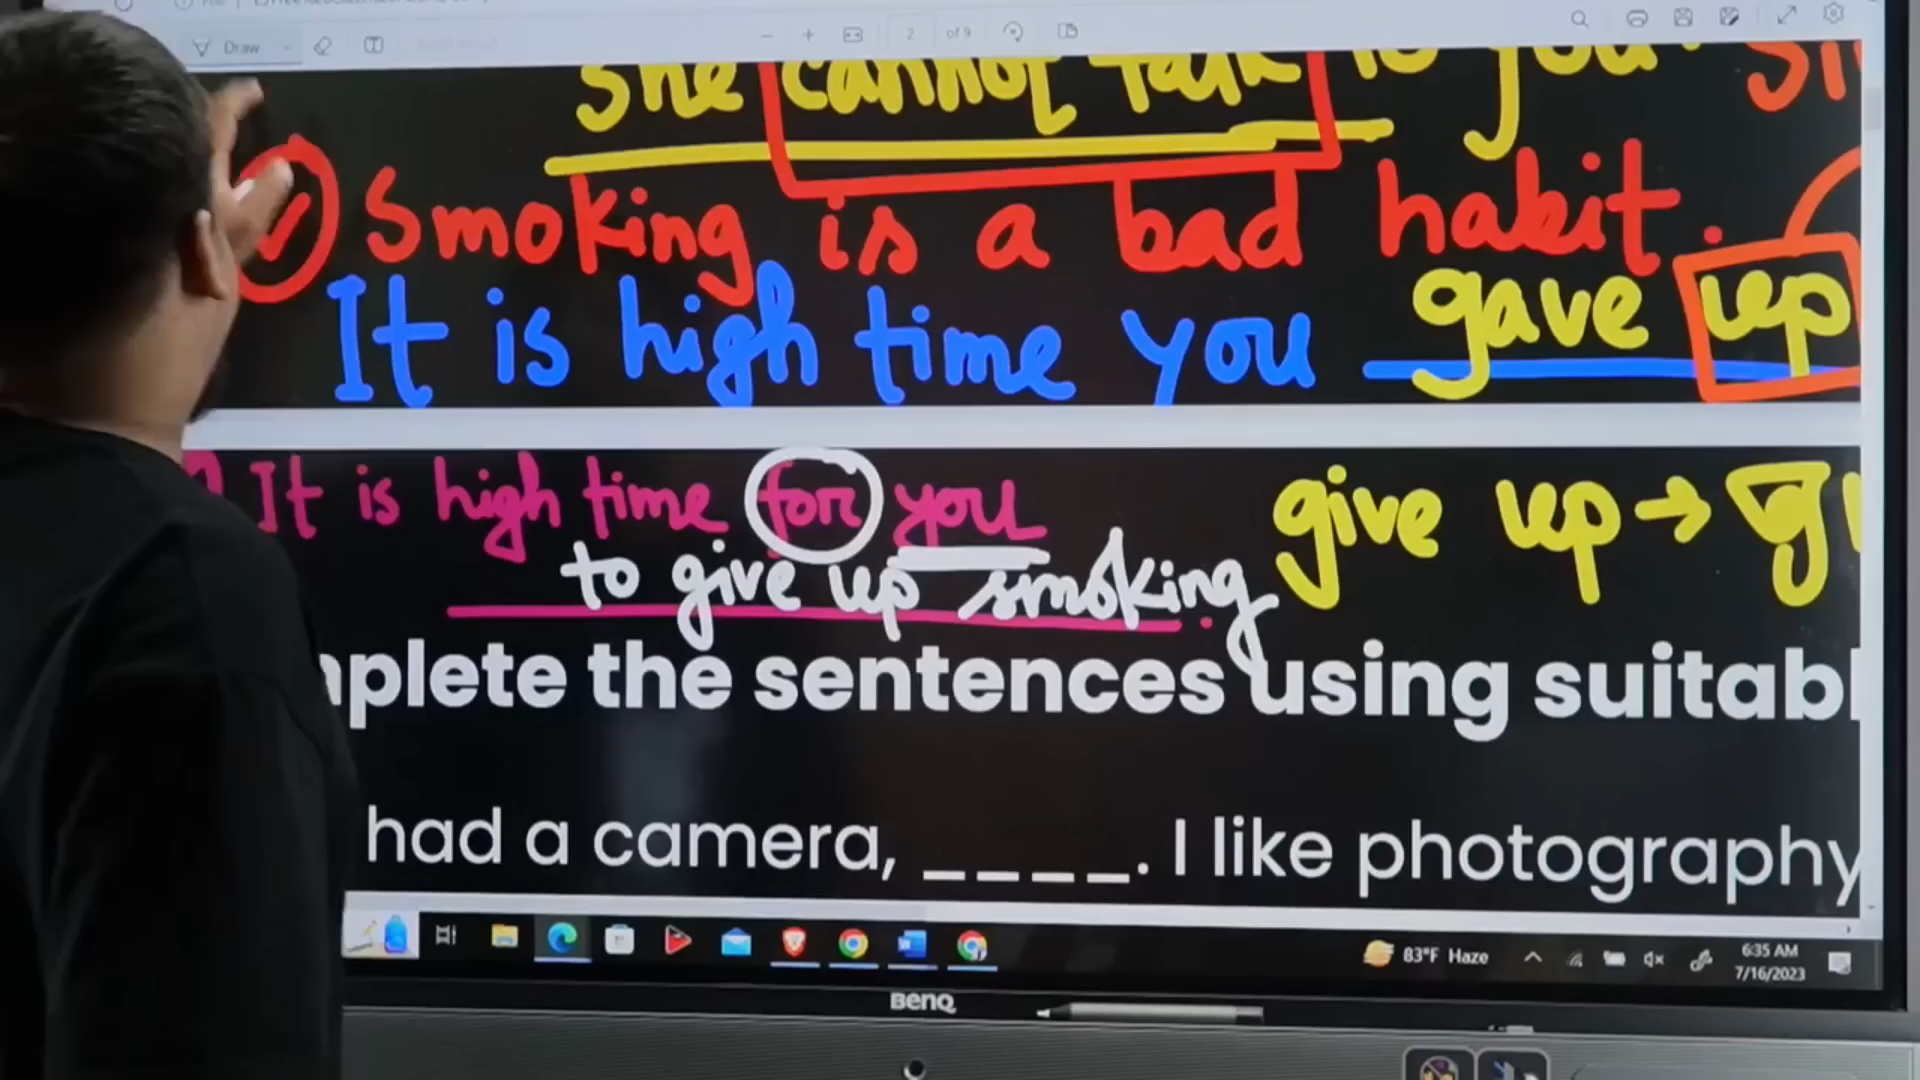 Draw
2 of 9
She cannot talk to you.
Smoking is a bad habit.
It is high time you gave up
It is high time for you
to give up smoking.
give up →
plete the sentences using suitabl
had a camera, _ _ _ _. I like photography
83°F Haze
6:35 AM
7/16/2023
BenQ